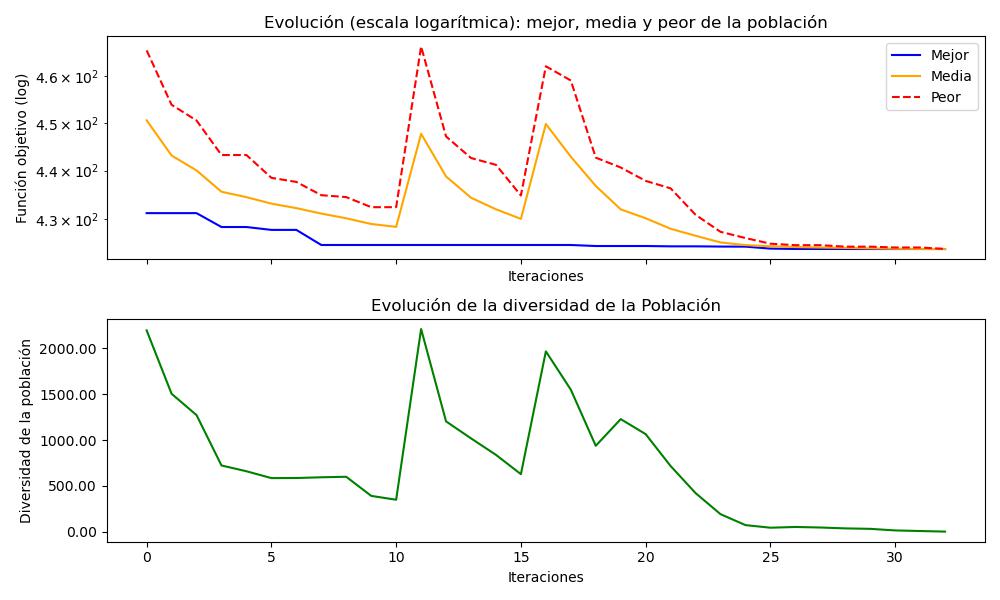 Evolución (escala logarítmica): mejor, media y peor de la población
Función objetivo (log)
4.6 × 10²
4.5 × 10²
4.4 × 10²
4.3 × 10²
Mejor
Media
Peor
Iteraciones
Evolución de la diversidad de la Población
Diversidad de la población
2000.00
1500.00
1000.00
500.00
0.00
0 5 10 15 20 25 30
Iteraciones